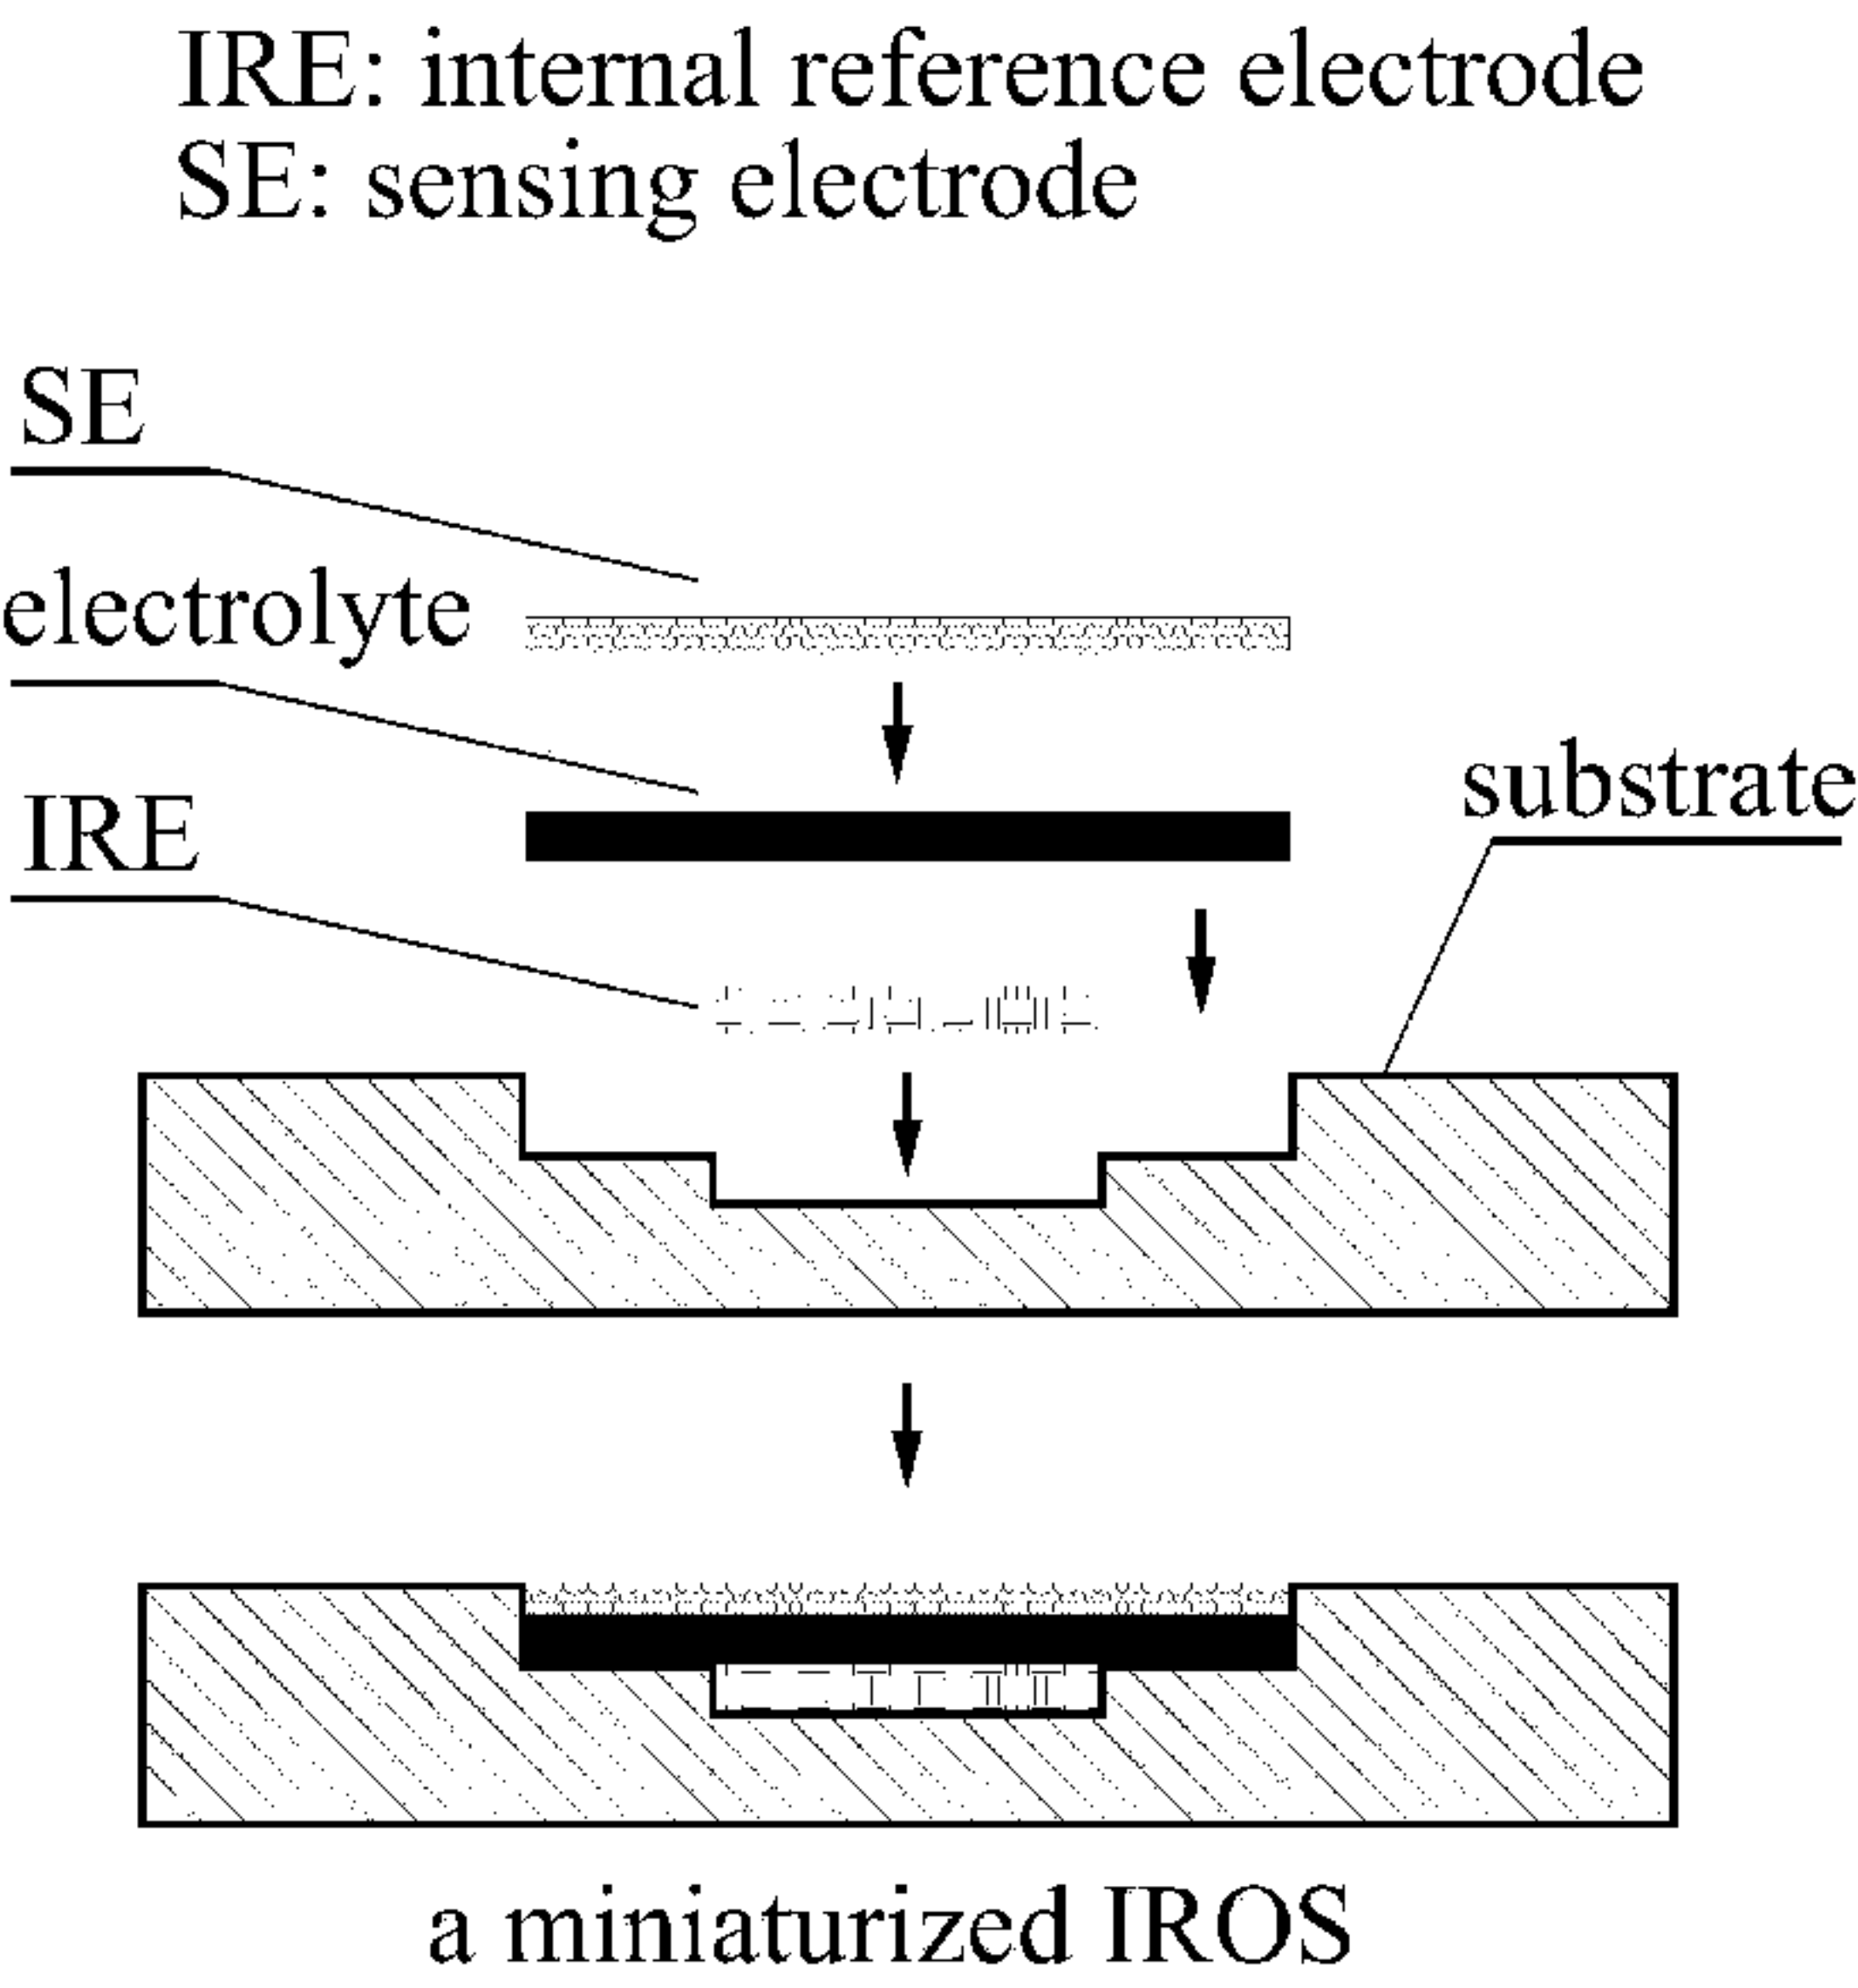 IRE: internal reference electrode
SE: sensing electrode
SE
electrolyte
IRE
substrate
a miniaturized IROS